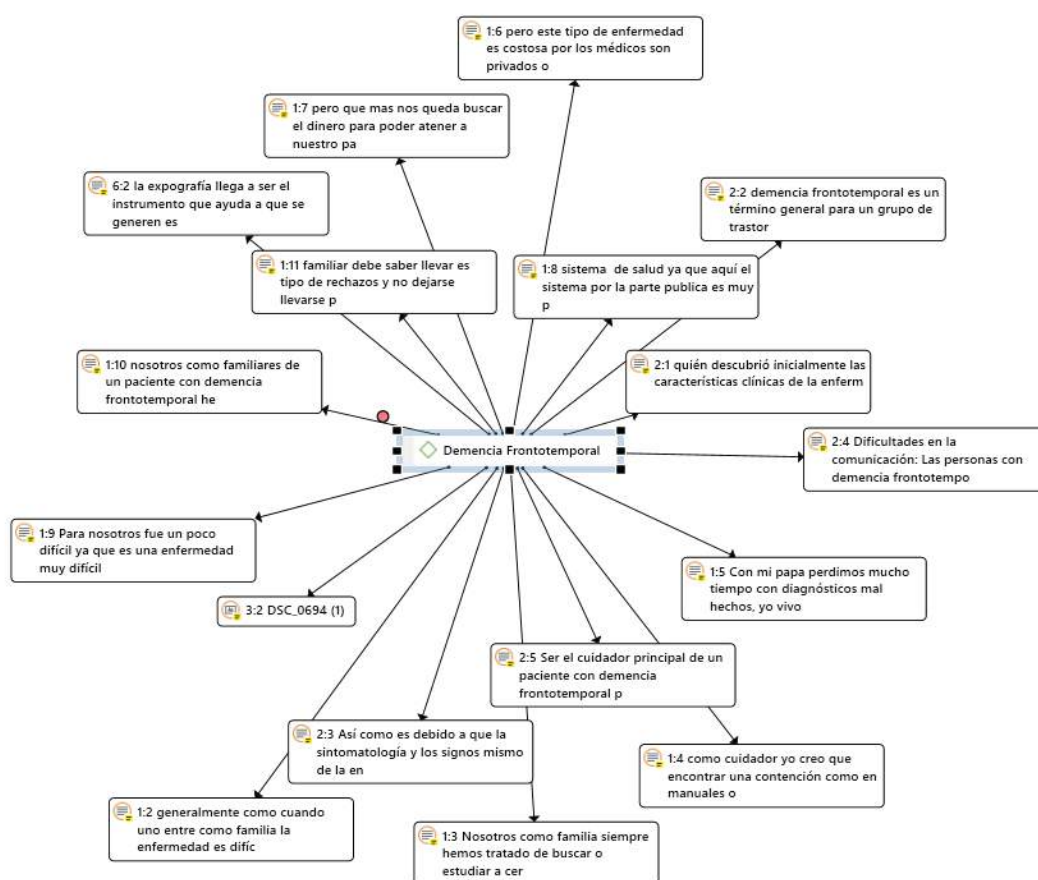 1:6 pero este tipo de enfermedad
es costosa por los médicos son
privados o
1:7 pero que mas nos queda buscar
el dinero para poder atener a
nuestro pa
6:2 la expografía llega a ser el
instrumento que ayuda a que se
generen es
2:2 demencia frontotemporal es un
término general para un grupo de
trastor
1:11 familiar debe saber llevar es
tipo de rechazos y no dejarse
llevarse p
1:8 sistema de salud ya que aquí el
sistema por la parte publica es muy
p
1:10 nosotros como familiares de
un paciente con demencia
frontotemporal he
2:1 quién descubrió inicialmente las
características clínicas de la enferm
Demencia Frontotemporal
2:4 Dificultades en la
comunicación: Las personas con
demencia frontotempo
1:9 Para nosotros fue un poco
difícil ya que es una enfermedad
muy difícil
1:5 Con mi papa perdimos mucho
tiempo con diagnósticos mal
hechos, yo vivo
3:2 DSC_0694 (1)
2:5 Ser el cuidador principal de un
paciente con demencia
frontotemporal p
2:3 Así como es debido a que la
sintomatología y los signos mismo
de la en
1:4 como cuidador yo creo que
encontrar una contención como en
manuales o
1:2 generalmente como cuando
uno entre como familia la
enfermedad es difíc
1:3 Nosotros como familia siempre
hemos tratado de buscar o
estudiar a cer